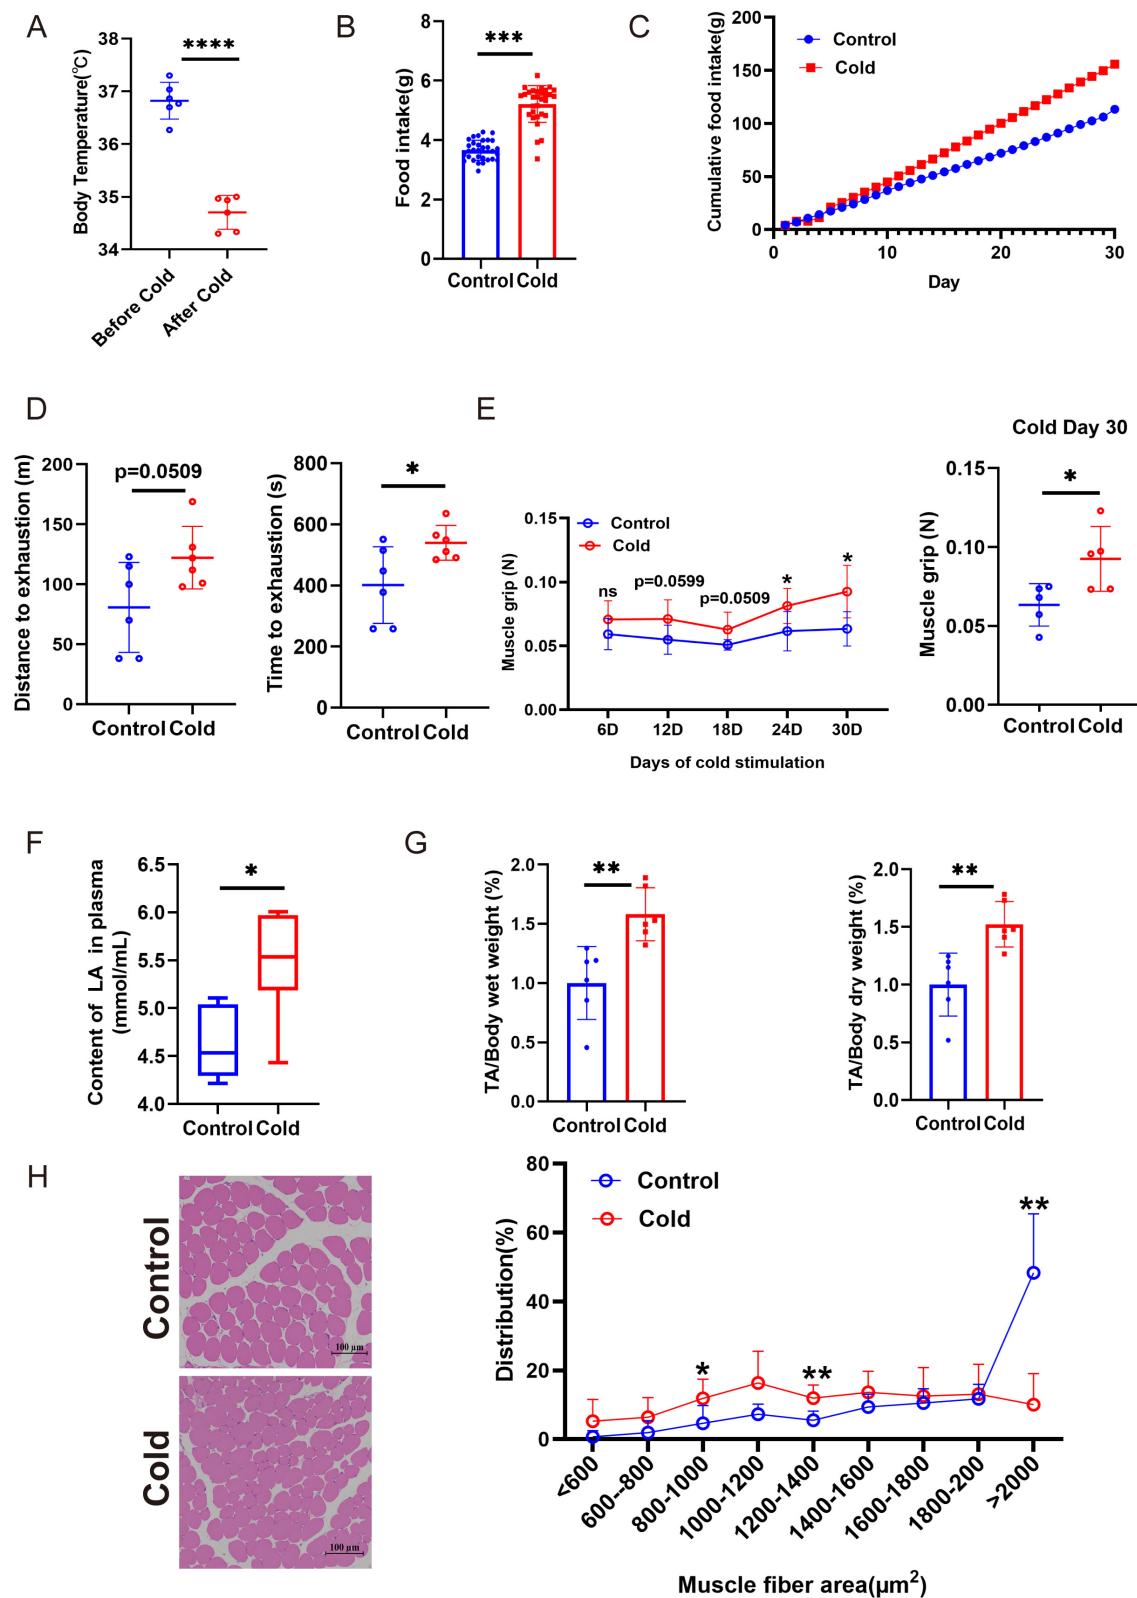 A
****
Body Temperature(℃)
38
37
36
35
34
Before Cold
After Cold
B
***
Food intake(g)
8
6
4
2
0
Control Cold
C
Cumulative food intake(g)
200
150
100
50
0
Control
Cold
0 10 20 30
Day
D
Distance to exhaustion (m)
200
150
100
50
0
p=0.0509
Control Cold
Time to exhaustion (s)
800
600
400
200
0
*
Control Cold
E
Muscle grip (N)
0.15
0.10
0.05
0.00
Control
Cold
ns
p=0.0599
p=0.0509
*
*
6D 12D 18D 24D 30D
Days of cold stimulation
Cold Day 30
Muscle grip (N)
0.15
0.10
0.05
0.00
*
Control Cold
F
Content of LA in plasma
(mmol/mL)
6.5
6.0
5.5
5.0
4.5
4.0
*
Control Cold
G
TA/Body wet weight (%)
2.0
1.5
1.0
0.5
0.0
**
Control Cold
TA/Body dry weight (%)
2.0
1.5
1.0
0.5
0.0
**
Control Cold
H
Control
100 µm
Cold
100 µm
Distribution(%)
80
60
40
20
0
Control
Cold
*
**
**
<600
600--800
800-1000
1000-1200
1200-1400
1400-1600
1600-1800
1800-200
>2000
Muscle fiber area(µm²)